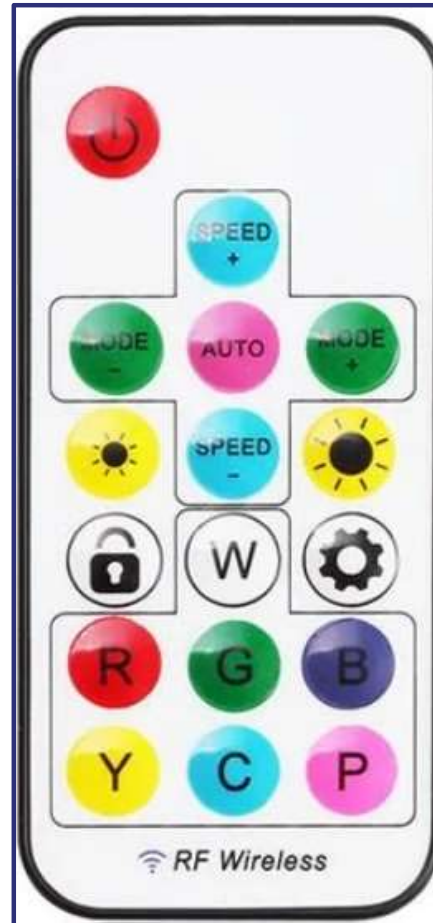 SPEED
+
MODE
-
AUTO
MODE
+
SPEED
-
W
R G B
Y C P
RF Wireless